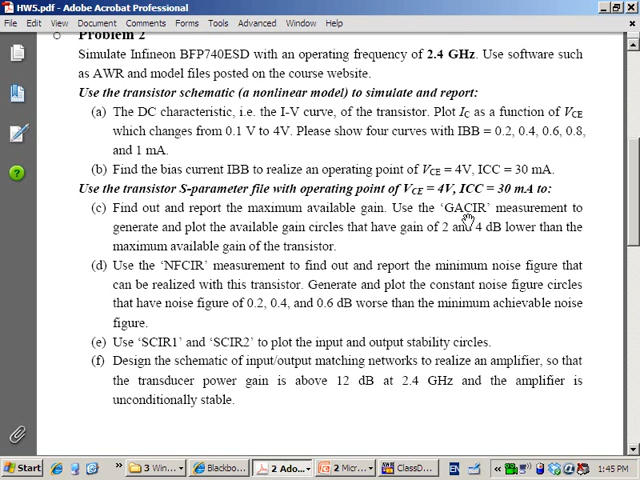 HW5.pdf - Adobe Acrobat Professional
File Edit View Document Comments Forms Tools Advanced Window Help
Problem 2
Simulate Infineon BFP740ESD with an operating frequency of 2.4 GHz. Use software such
as AWR and model files posted on the course website.
Use the transistor schematic (a nonlinear model) to simulate and report:
(a) The DC characteristic, i.e. the I-V curve, of the transistor. Plot IC as a function of VCE
which changes from 0.1 V to 4V. Please show four curves with IBB = 0.2, 0.4, 0.6, 0.8,
and 1 mA.
(b) Find the bias current IBB to realize an operating point of VCE = 4V, ICC = 30 mA.
Use the transistor S-parameter file with operating point of VCE = 4V, ICC = 30 mA to:
(c) Find out and report the maximum available gain. Use the ‘GACIR’ measurement to
generate and plot the available gain circles that have gain of 2 and 4 dB lower than the
maximum available gain of the transistor.
(d) Use the ‘NFCIR’ measurement to find out and report the minimum noise figure that
can be realized with this transistor. Generate and plot the constant noise figure circles
that have noise figure of 0.2, 0.4, and 0.6 dB worse than the minimum achievable noise
figure.
(e) Use ‘SCIR1’ and ‘SCIR2’ to plot the input and output stability circles.
(f) Design the schematic of input/output matching networks to realize an amplifier, so that
the transducer power gain is above 12 dB at 2.4 GHz and the amplifier is
unconditionally stable.
Start » 3 Win... Blackbo... 2 Ado... 2 Micr... ClassD... EN » 1:45 PM